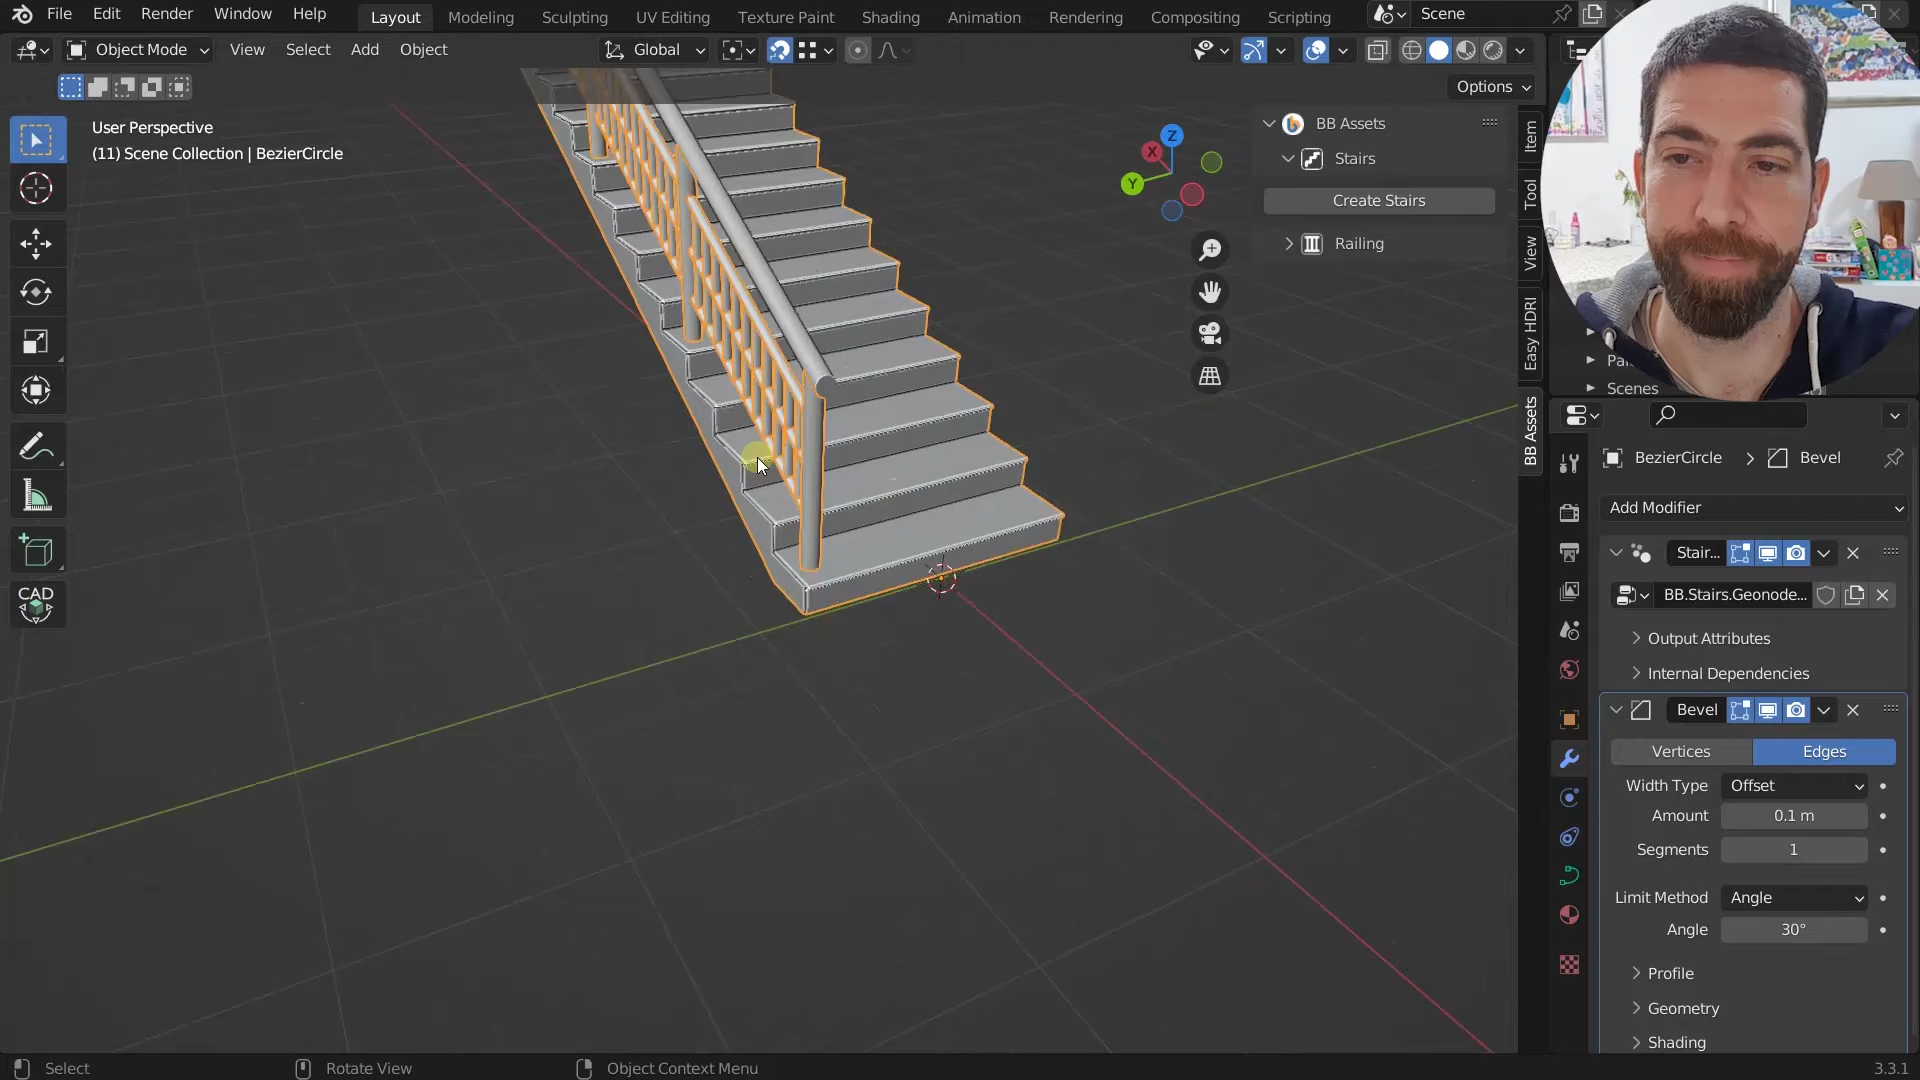 File Edit Render Window Help Layout Modeling Sculpting UV Editing Texture Paint Shading Animation Rendering Compositing Scripting Scene
Object Mode View Select Add Object Global
Options
User Perspective
(11) Scene Collection | BezierCircle
X
Y
Z
BB Assets
Stairs
Create Stairs
Railing
Item
Tool
View
Easy HDRI
BB Assets
CAD
Scenes
BezierCircle > Bevel
Add Modifier
Stair...
BB.Stairs.Geonode...
Output Attributes
Internal Dependencies
Bevel
Vertices Edges
Width Type Offset
Amount 0.1 m
Segments 1
Limit Method Angle
Angle 30°
Profile
Geometry
Shading
Select Rotate View Object Context Menu 3.3.1